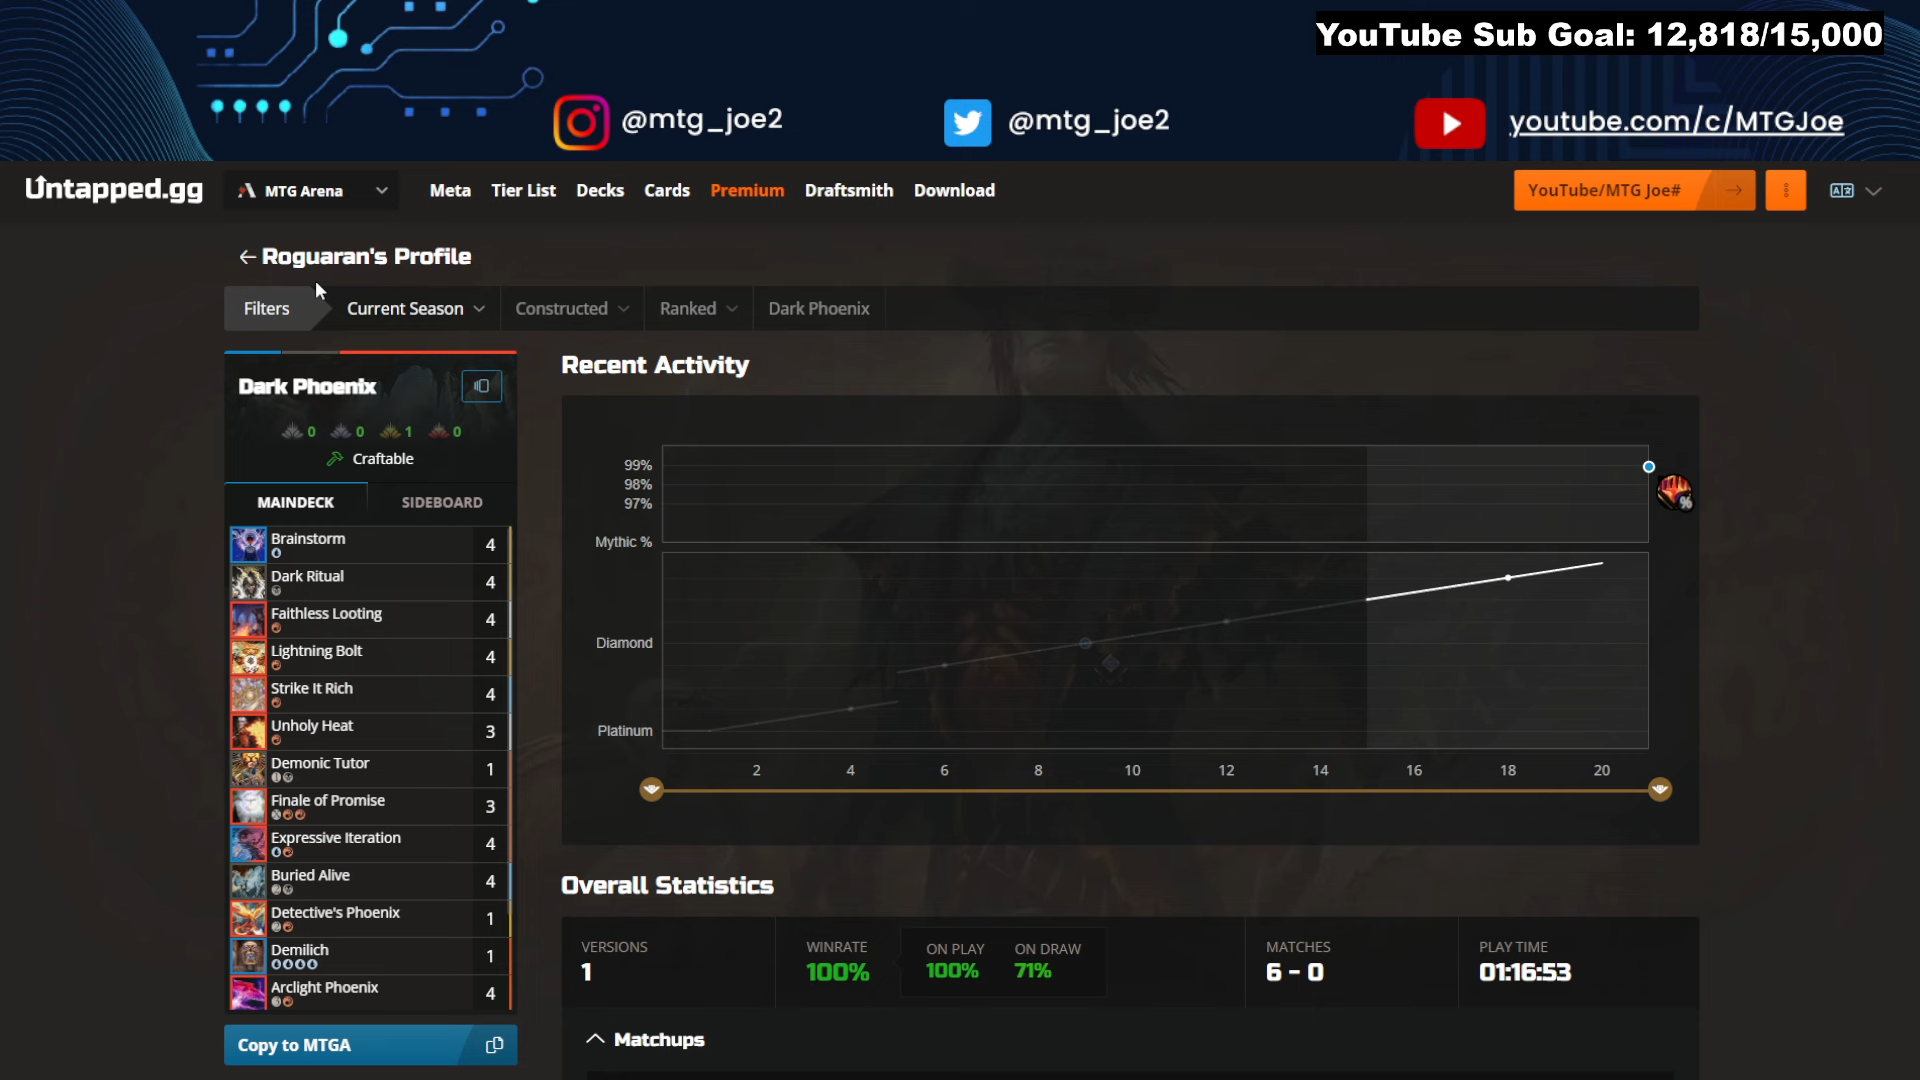 YouTube Sub Goal: 12,818/15,000
@mtg_joe2
@mtg_joe2
youtube.com/c/MTGJoe
Untapped.gg
MTG Arena
Meta
Tier List
Decks
Cards
Premium
Draftsmith
Download
YouTube/MTG Joe#
Roguaran's Profile
Filters
Current Season
Constructed
Ranked
Dark Phoenix
Dark Phoenix
0
0
1
0
Craftable
MAINDECK
SIDEBOARD
Brainstorm
4
Dark Ritual
4
Faithless Looting
4
Lightning Bolt
4
Strike It Rich
4
Unholy Heat
3
Demonic Tutor
1
Finale of Promise
3
Expressive Iteration
4
Buried Alive
4
Detective's Phoenix
1
Demilich
1
Arclight Phoenix
4
Copy to MTGA
Recent Activity
99%
98%
97%
Mythic %
Diamond
Platinum
2 4 6 8 10 12 14 16 18 20
%
Overall Statistics
VERSIONS
1
WINRATE
100%
ON PLAY
100%
ON DRAW
71%
MATCHES
6 - 0
PLAY TIME
01:16:53
Matchups